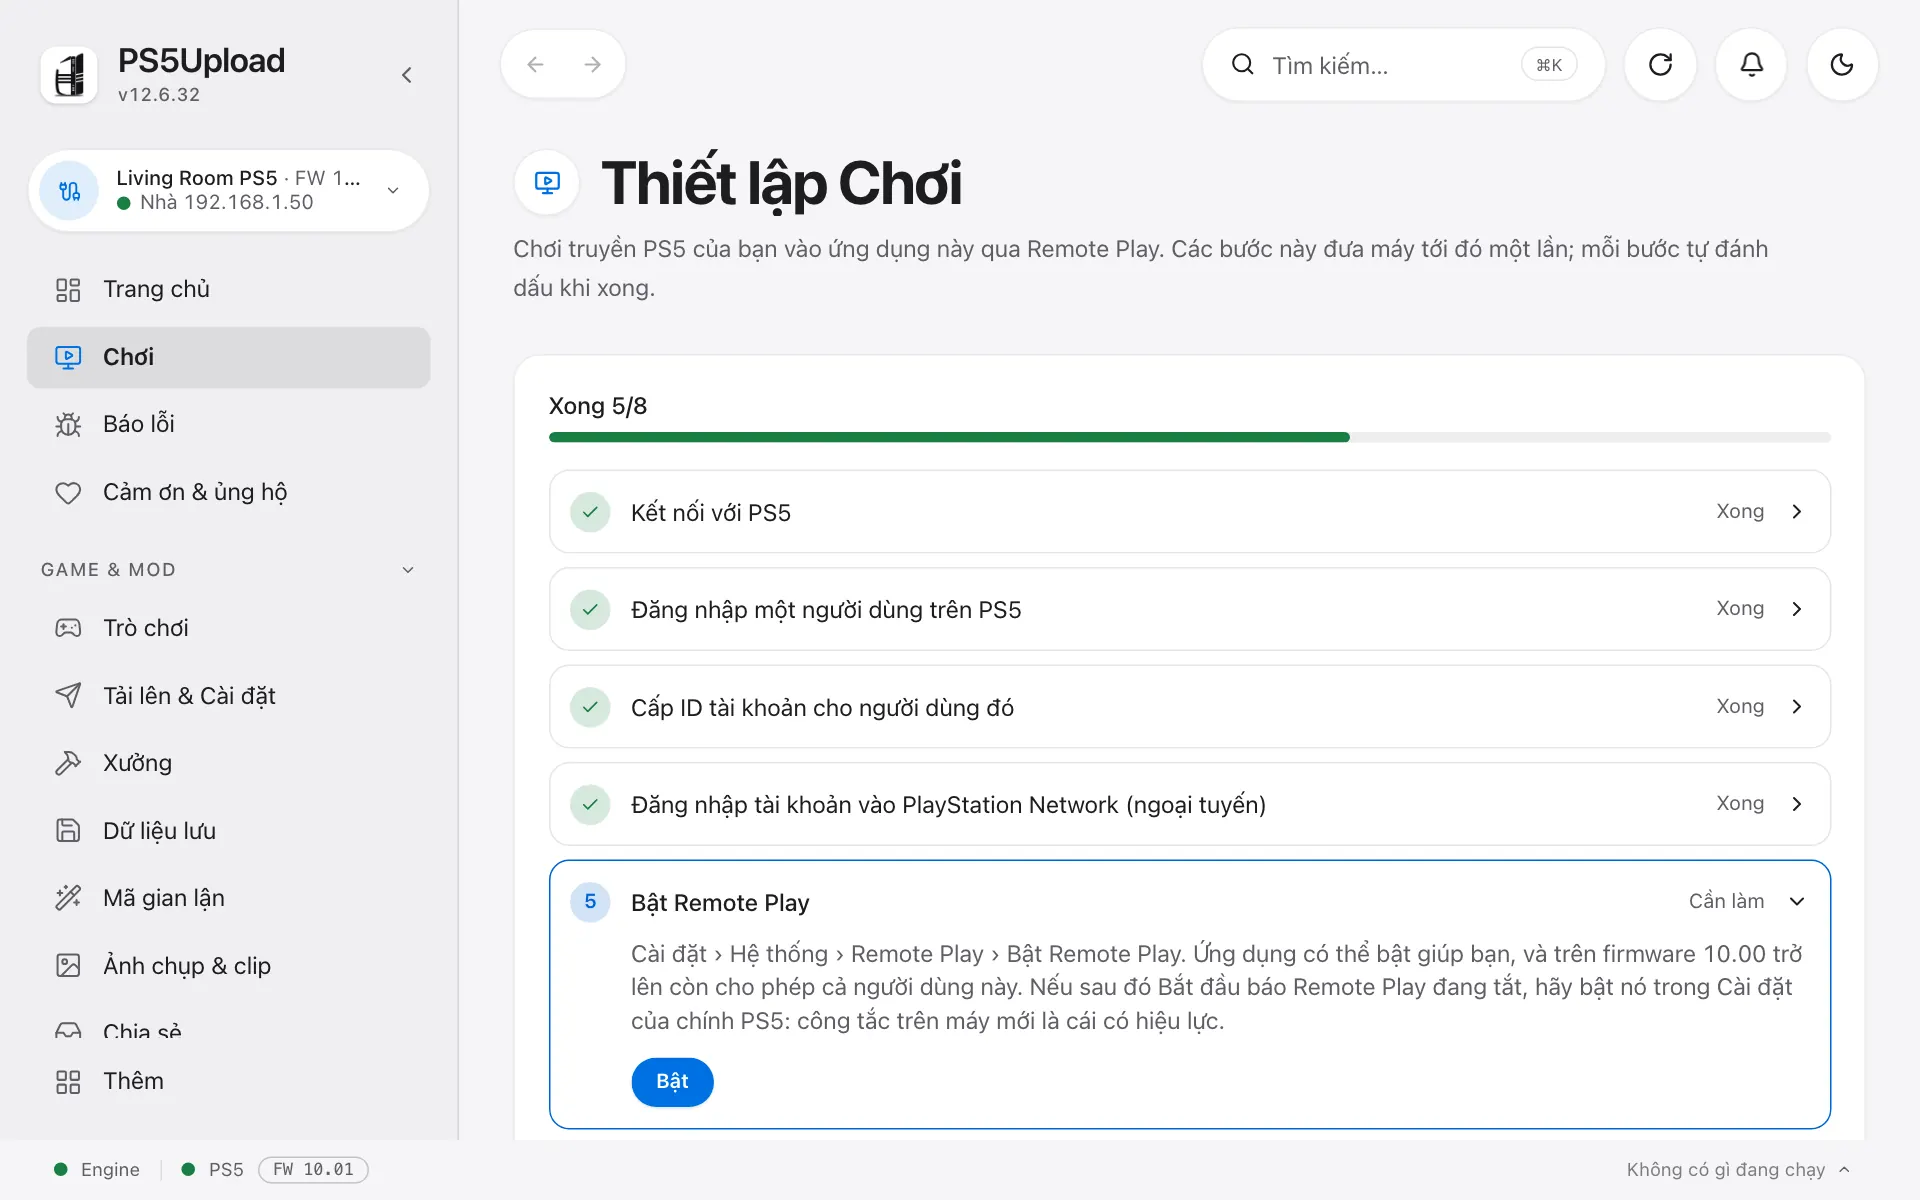 PS5Upload
v12.6.32
Living Room PS5 · FW 1...
Nhà 192.168.1.50
Trang chủ
Chơi
Báo lỗi
Cảm ơn & ủng hộ
GAME & MOD
Trò chơi
Tải lên & Cài đặt
Xưởng
Dữ liệu lưu
Mã gian lận
Ảnh chụp & clip
Chia sẻ
Thêm
Tìm kiếm...
⌘K
Thiết lập Chơi
Chơi truyền PS5 của bạn vào ứng dụng này qua Remote Play. Các bước này đưa máy tới đó một lần; mỗi bước tự đánh
dấu khi xong.
Xong 5/8
Kết nối với PS5 Xong
Đăng nhập một người dùng trên PS5 Xong
Cấp ID tài khoản cho người dùng đó Xong
Đăng nhập tài khoản vào PlayStation Network (ngoại tuyến) Xong
5 Bật Remote Play Cần làm
Cài đặt › Hệ thống › Remote Play › Bật Remote Play. Ứng dụng có thể bật giúp bạn, và trên firmware 10.00 trở
lên còn cho phép cả người dùng này. Nếu sau đó Bắt đầu báo Remote Play đang tắt, hãy bật nó trong Cài đặt
của chính PS5: công tắc trên máy mới là cái có hiệu lực.
Bật
Engine PS5 FW 10.01
Không có gì đang chạy